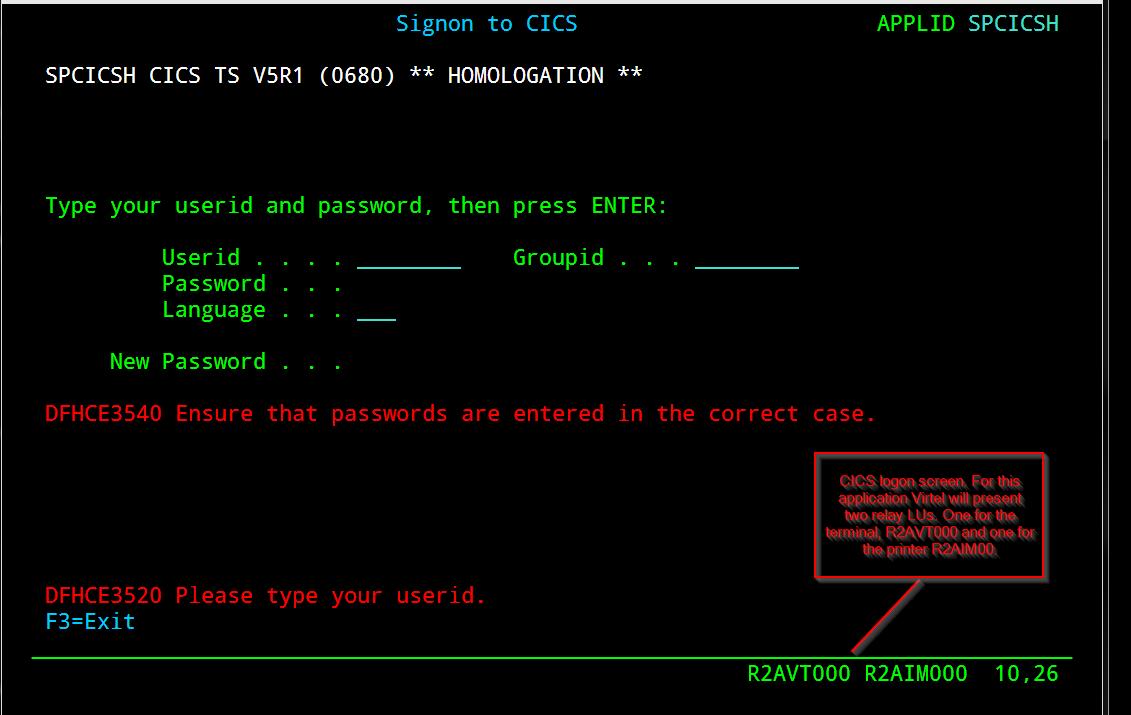 Signon to CICS APPLID SPCICSH
SPCICSH CICS TS V5R1 (0680) ** HOMOLOGATION **
Type your userid and password, then press ENTER:
Userid . . . . Groupid . . .
Password . . .
Language . . .
New Password . . .
DFHCE3540 Ensure that passwords are entered in the correct case.
CICS logon screen. For this
application Virtel will present
two relay LUs. One for the
terminal, R2AVT000 and one for
the printer R2AIM00.
DFHCE3520 Please type your userid.
F3=Exit
R2AVT000 R2AIM000 10,26